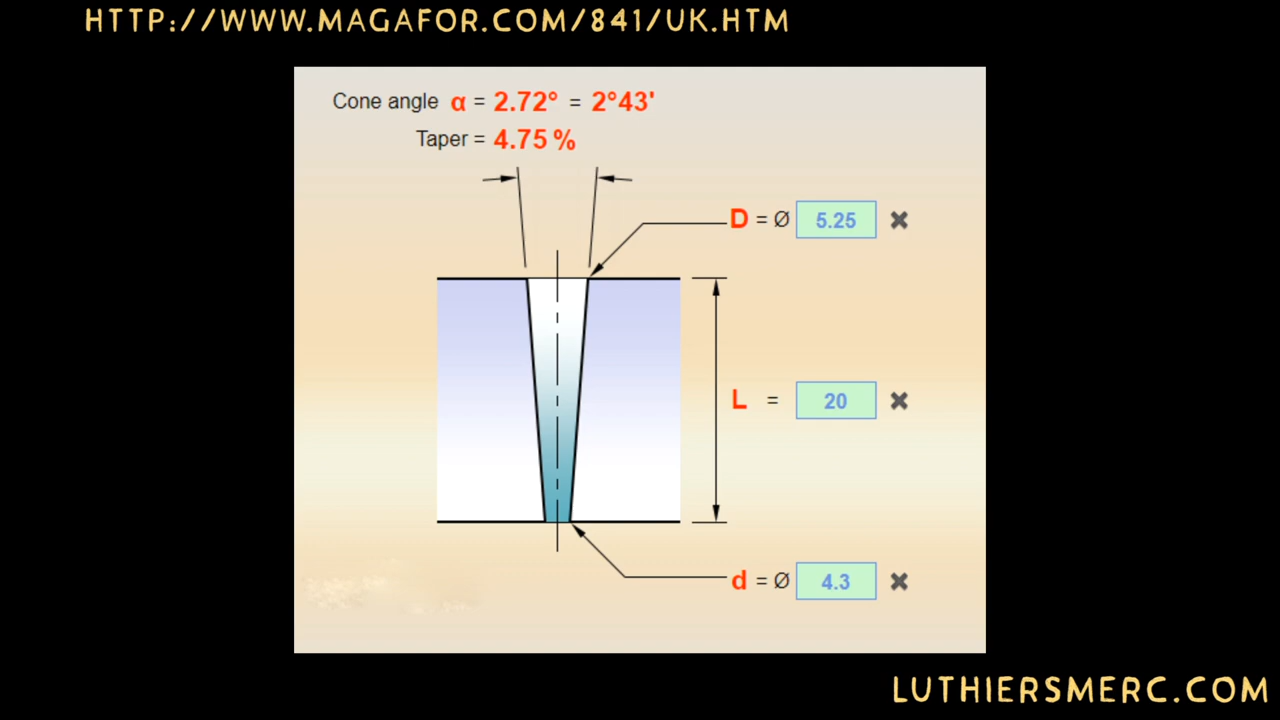 HTTP://WWW.MAGAFOR.COM/841/UK.HTM
Cone angle α = 2.72° = 2°43'
Taper = 4.75 %
D = Ø 5.25 ✖
L = 20 ✖
d = Ø 4.3 ✖
LUTHIERSMERC.COM